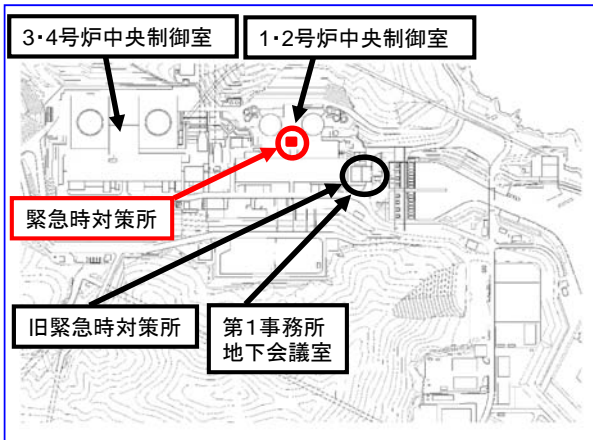 3・4号炉中央制御室
1・2号炉中央制御室
緊急時対策所
旧緊急時対策所
第1事務所
地下会議室